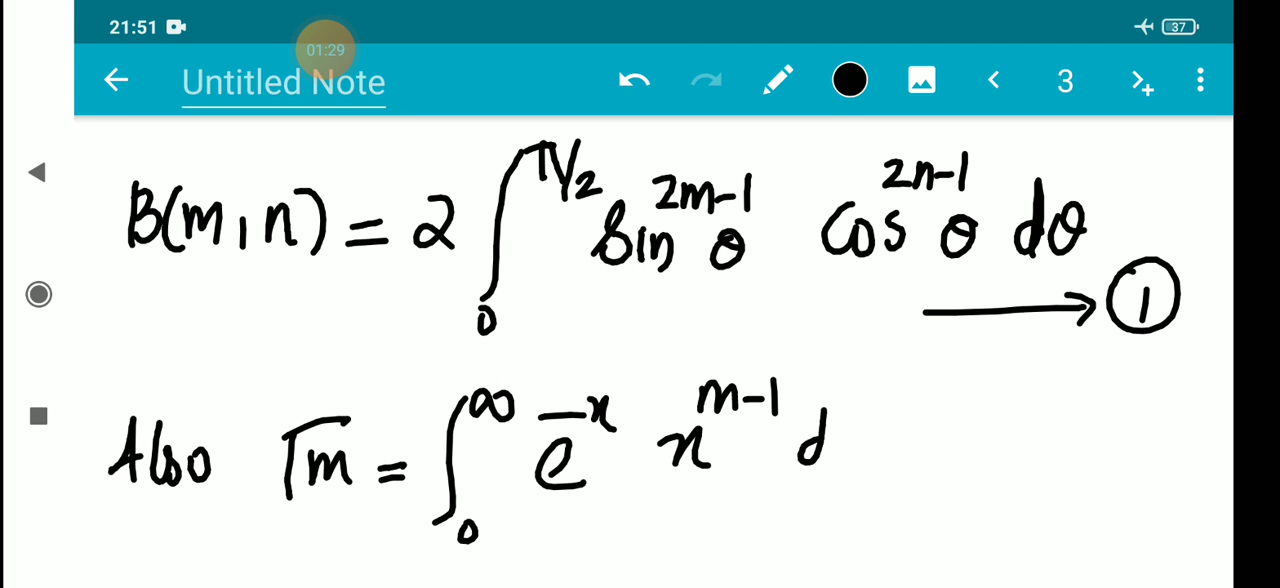 21:51 37
01:29
Untitled Note 3
B(m,n) = 2 ∫₀^π/2 Sin^2m-1 θ Cos^2n-1 θ dθ
→ ①
Also Γm = ∫₀^∞ e^-x x^m-1 d